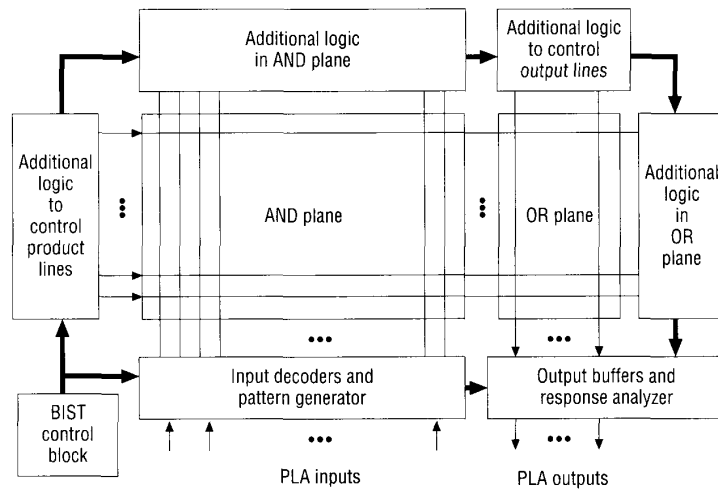 Additional logic
in AND plane
Additional logic
to control
output lines
Additional
logic
to
control
product
lines
AND plane
OR plane
Additional
logic
in
OR
plane
Input decoders and
pattern generator
Output buffers and
response analyzer
BIST
control
block
PLA inputs
PLA outputs